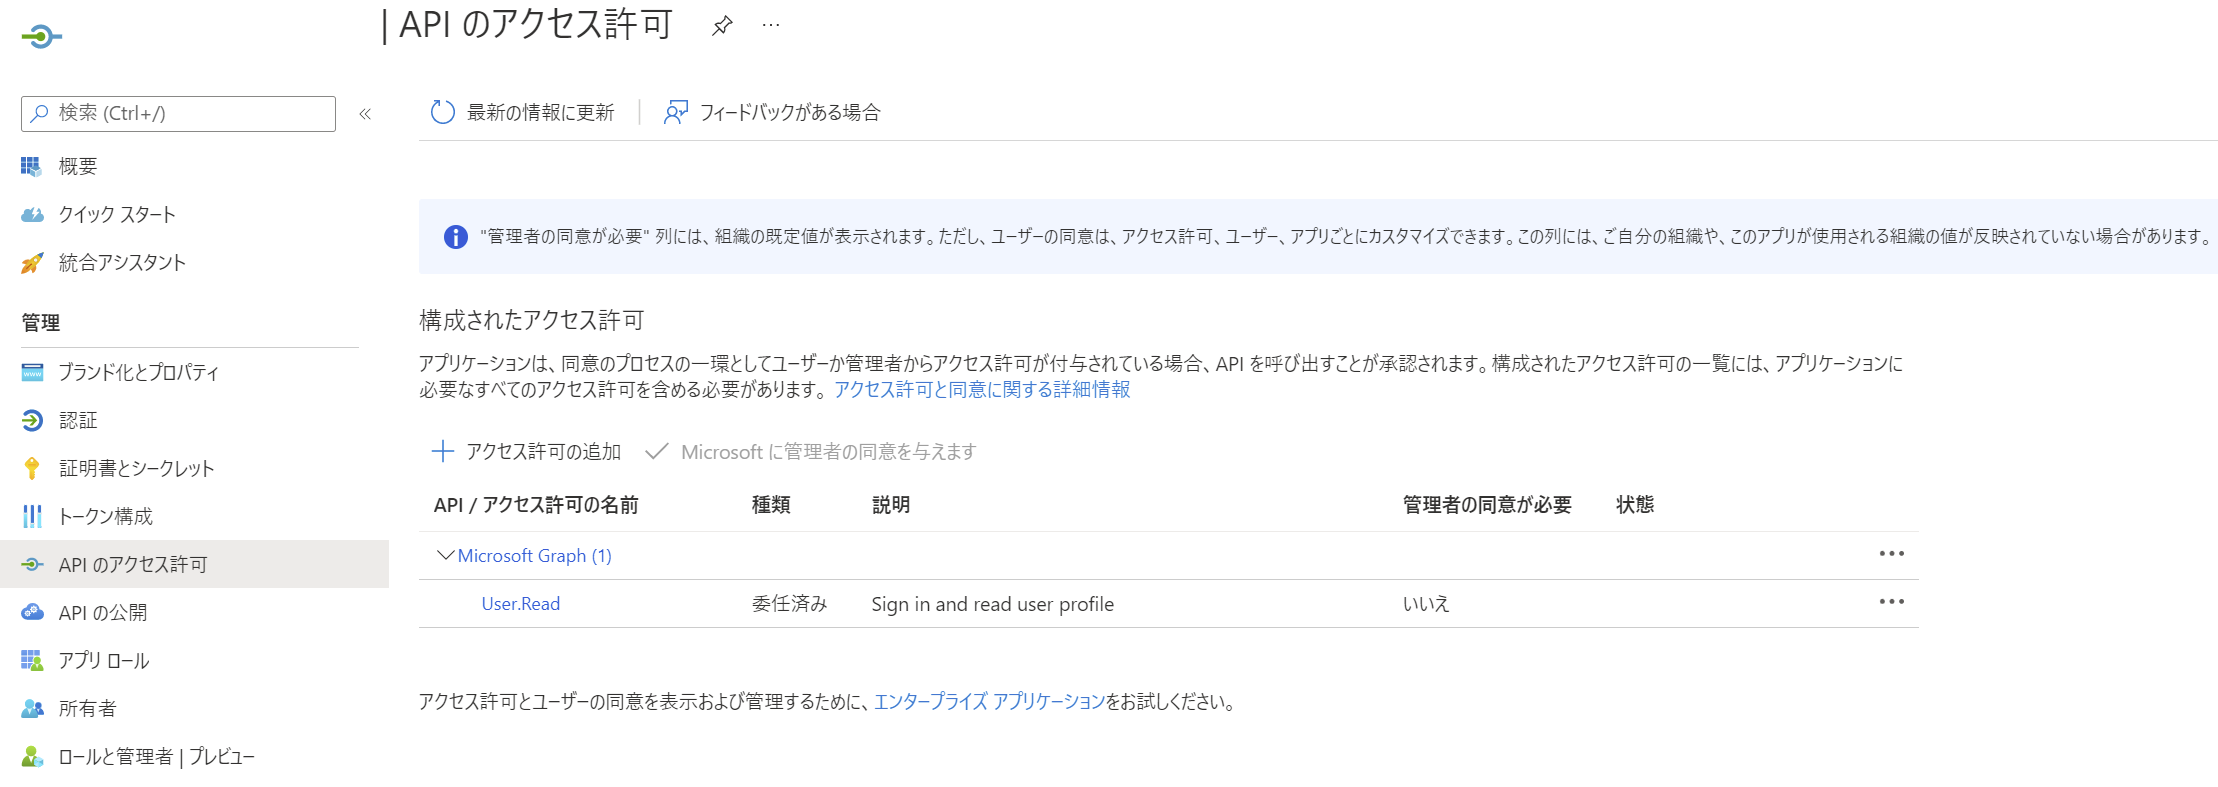 | API のアクセス許可
検索 (Ctrl+/)
«
最新の情報に更新
フィードバックがある場合
概要
クイック スタート
統合アシスタント
管理
ブランド化とプロパティ
認証
証明書とシークレット
トークン構成
API のアクセス許可
API の公開
アプリ ロール
所有者
ロールと管理者 | プレビュー
"管理者の同意が必要" 列には、組織の既定値が表示されます。ただし、ユーザーの同意は、アクセス許可、ユーザー、アプリごとにカスタマイズできます。この列には、ご自分の組織や、このアプリが使用される組織の値が反映されていない場合があります。
構成されたアクセス許可
アプリケーションは、同意のプロセスの一環としてユーザーか管理者からアクセス許可が付与されている場合、API を呼び出すことが承認されます。構成されたアクセス許可の一覧には、アプリケーションに
必要なすべてのアクセス許可を含める必要があります。 アクセス許可と同意に関する詳細情報
アクセス許可の追加 Microsoft に管理者の同意を与えます
API / アクセス許可の名前 種類 説明 管理者の同意が必要 状態
Microsoft Graph (1)
User.Read 委任済み Sign in and read user profile いいえ
アクセス許可とユーザーの同意を表示および管理するために、エンタープライズ アプリケーションをお試しください。